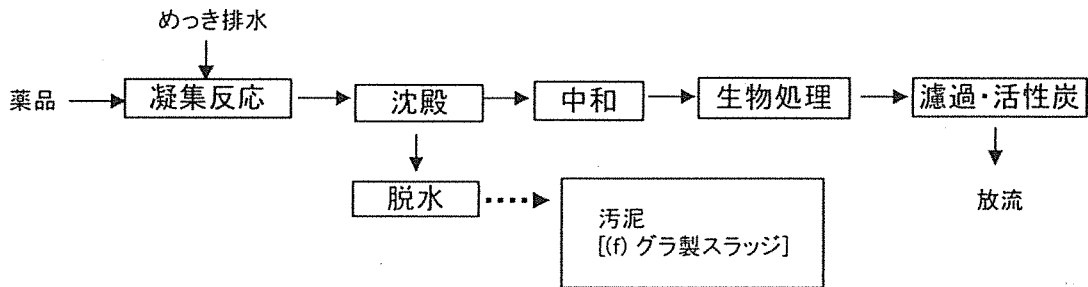 めっき排水
薬品
凝集反応
沈殿
中和
生物処理
濾過・活性炭
脱水
汚泥
[(f) グラ製スラッジ]
放流